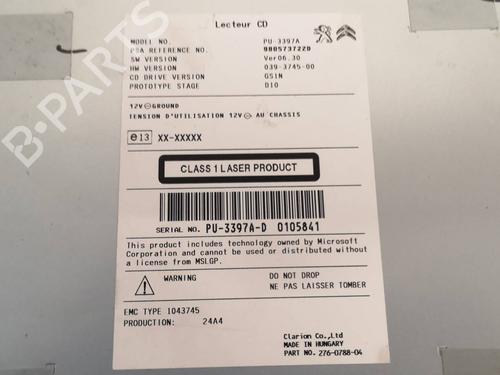 Lecteur CD
MODEL NO. PU-3397A
PSA REFERENCE NO. 9805737220
SW VERSION Ver06.30
HW VERSION 039-3745-00
CD DRIVE VERSION GS1N
PROTOTYPE STAGE D10
12V GROUND
TENSION D'UTILISATION 12V AU CHASSIS
e13 XX-XXXXX
CLASS 1 LASER PRODUCT
SERIAL NO. PU-3397A-D 0105841
This product includes technology owned by Microsoft
Corporation and cannot be used or distributed without
a license from MSLGP.
WARNING DO NOT DROP
NE PAS LAISSER TOMBER
EMC TYPE 1043745
PRODUCTION: 24A4
Clarion Co.,Ltd
MADE IN HUNGARY
PART NO. 276-0788-04
B-PARTS